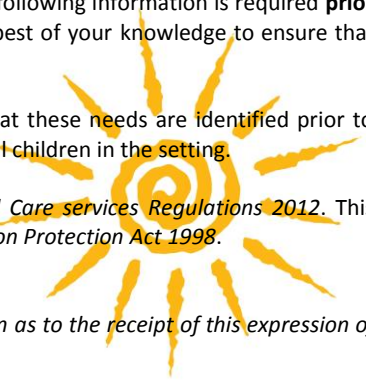 following information is required prio
best of your knowledge to ensure tha
at these needs are identified prior to
l children in the setting.
Care services Regulations 2012. This
on Protection Act 1998.
n as to the receipt of this expression o